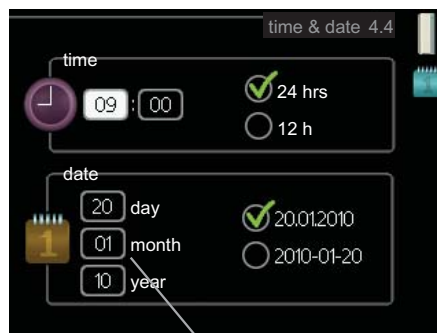 time & date 4.4
time
09 : 00
24 hrs
12 h
date
20 day
01 month
10 year
20.01.2010
2010-01-20
1